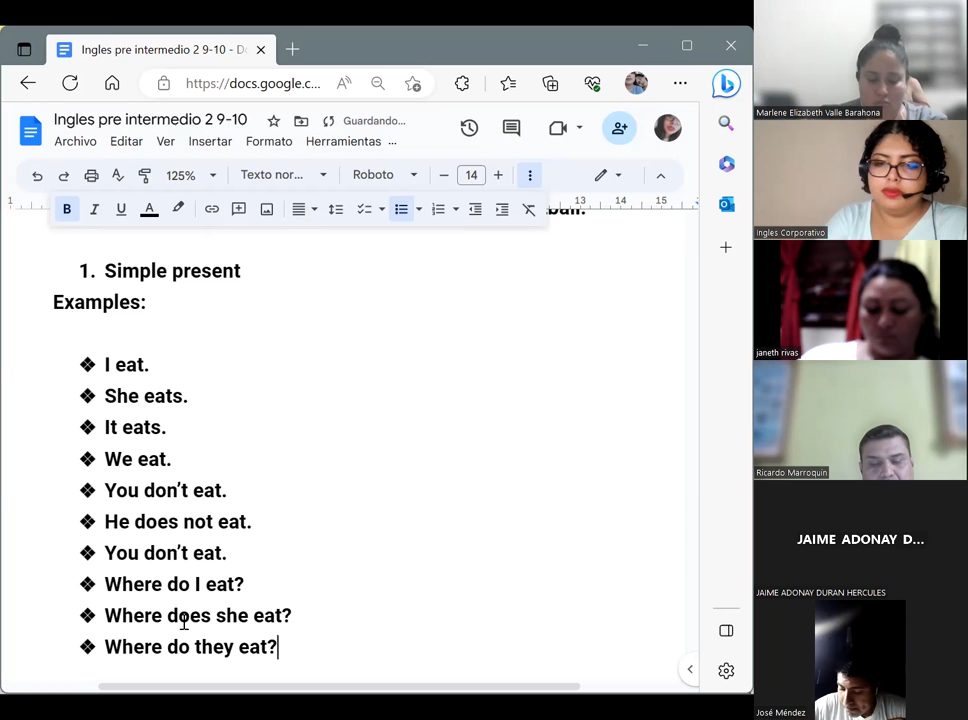 Ingles pre intermedio 2 9-10 - D
https://docs.google.c...
Ingles pre intermedio 2 9-10
Guardando...
Archivo Editar Ver Insertar Formato Herramientas ...
125% Texto nor... Roboto 14
13 14 15
1. Simple present
Examples:
❖ I eat.
❖ She eats.
❖ It eats.
❖ We eat.
❖ You don't eat.
❖ He does not eat.
❖ You don't eat.
❖ Where do I eat?
❖ Where does she eat?
❖ Where do they eat?
Marlene Elizabeth Valle Barahona
Ingles Corporativo
janeth rivas
Ricardo Marroquin
JAIME ADONAY D...
JAIME ADONAY DURAN HERCULES
José Méndez